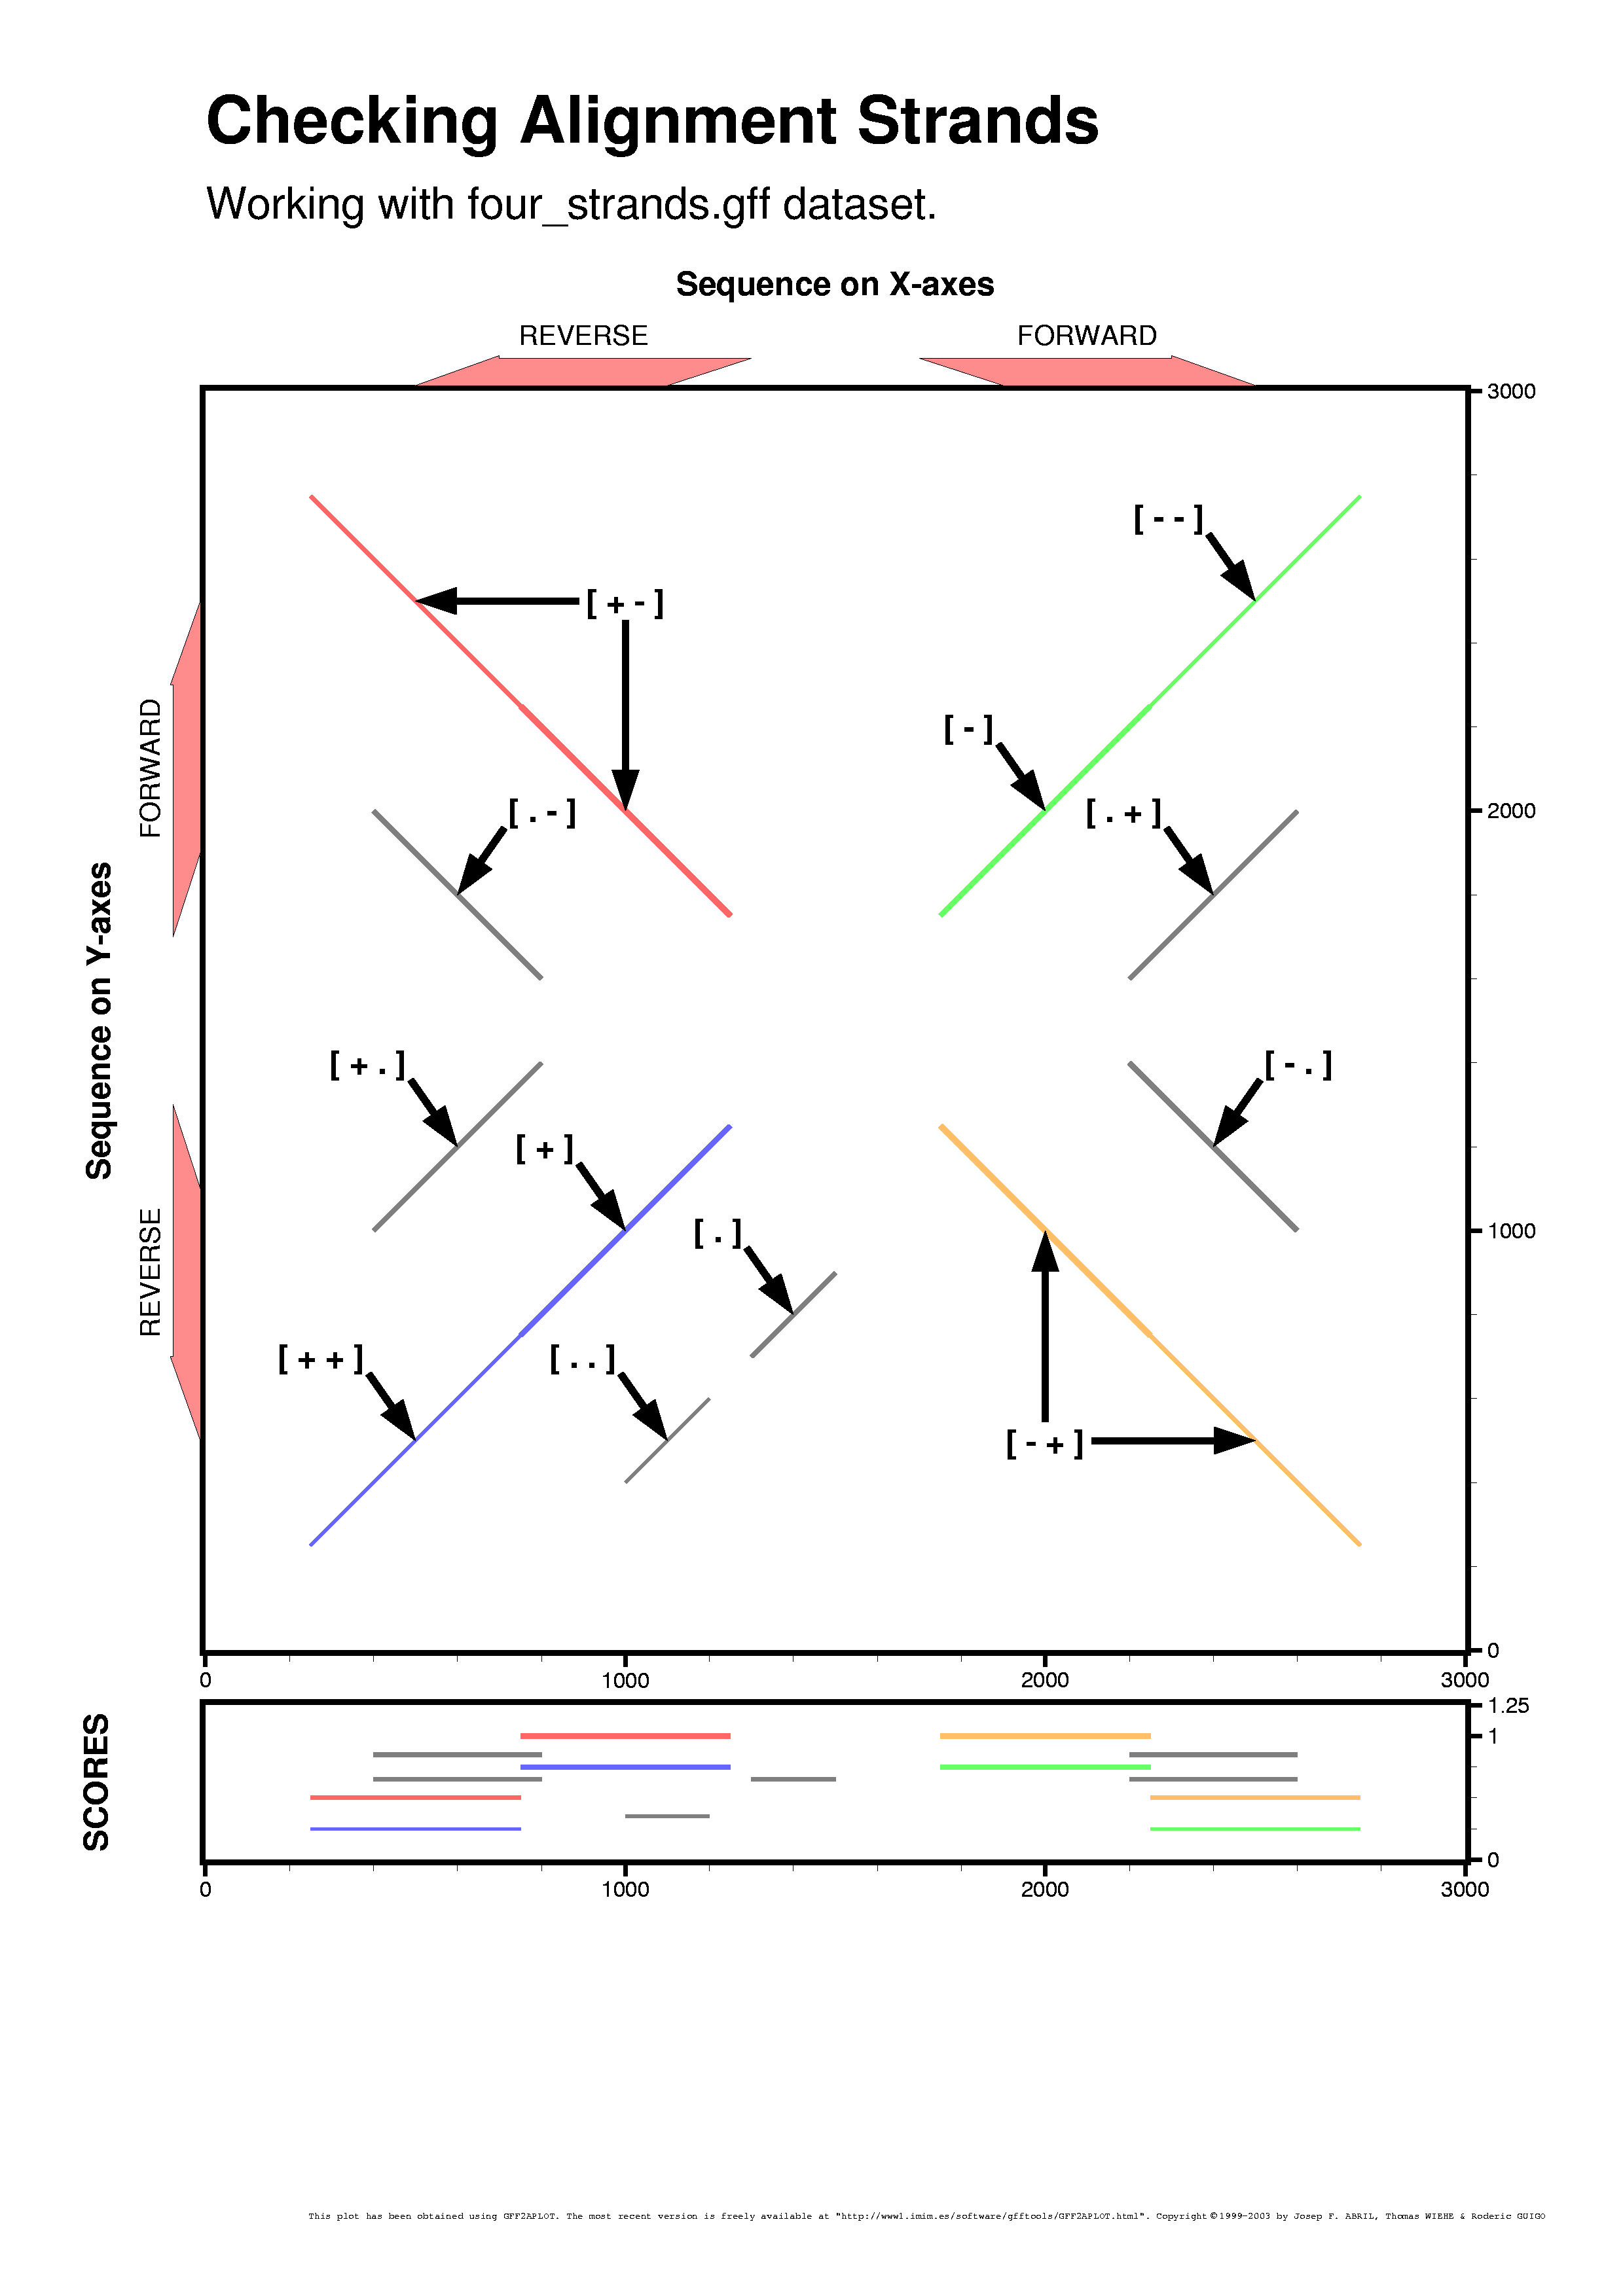 Checking Alignment Strands
Working with four_strands.gff dataset.
Sequence on X-axes
REVERSE FORWARD
3000
[ - - ]
[ + - ]
FORWARD
[ - ]
[ . - ]
[ . + ]
2000
Sequence on Y-axes
[ + . ]
[ - . ]
[ + ]
[ . ]
1000
REVERSE
[ + + ]
[ . . ]
[ - + ]
0
0 1000 2000 3000
SCORES
1.25
1
0
0 1000 2000 3000
This plot has been obtained using GFF2APLOT. The most recent version is freely available at "http://www1.imim.es/software/gfftools/GFF2APLOT.html". Copyright ©1999-2003 by Josep F. ABRIL, Thomas WIEHE & Roderic GUIGO